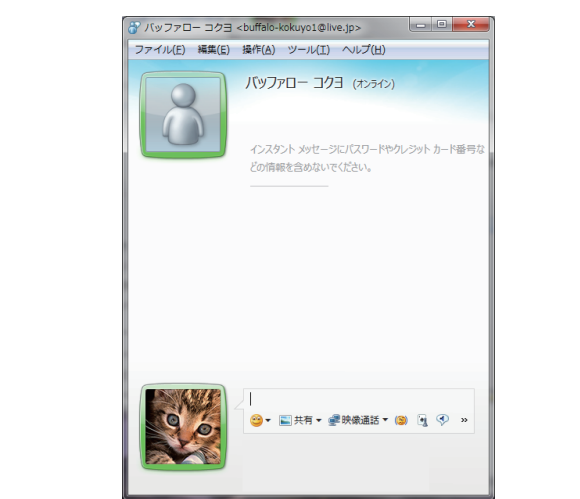 バッファロー コクヨ <buffalo-kokuyo1@live.jp>
ファイル(F) 編集(E) 操作(A) ツール(T) ヘルプ(H)
バッファロー コクヨ (オンライン)
インスタント メッセージにパスワードやクレジット カード番号な
どの情報を含めないでください。
共有 映像通話 »